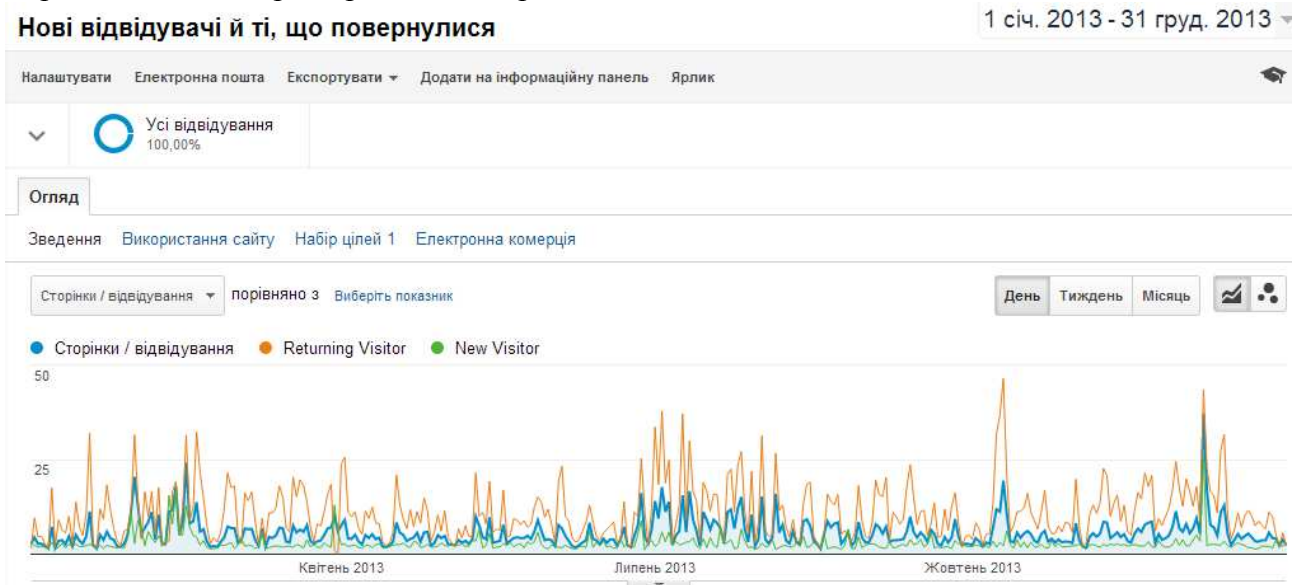 Нові відвідувачі й ті, що повернулися
1 січ. 2013 - 31 груд. 2013
Налаштувати Електронна пошта Експортувати Додати на інформаційну панель Ярлик
Усі відвідування
100,00%
Огляд
Зведення Використання сайту Набір цілей 1 Електронна комерція
Сторінки / відвідування порівняно з Виберіть показник
День Тиждень Місяць
Сторінки / відвідування Returning Visitor New Visitor
50
25
Квітень 2013 Липень 2013 Жовтень 2013